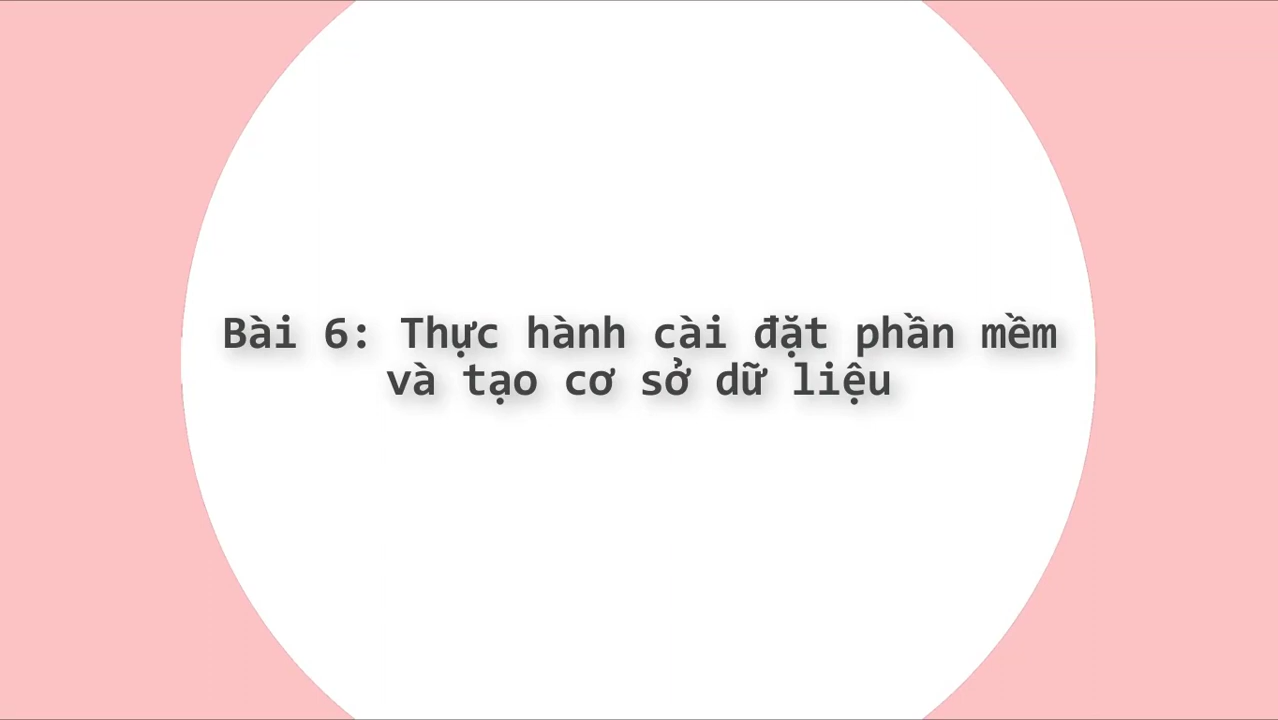 Bài 6: Thực hành cài đặt phần mềm
và tạo cơ sở dữ liệu